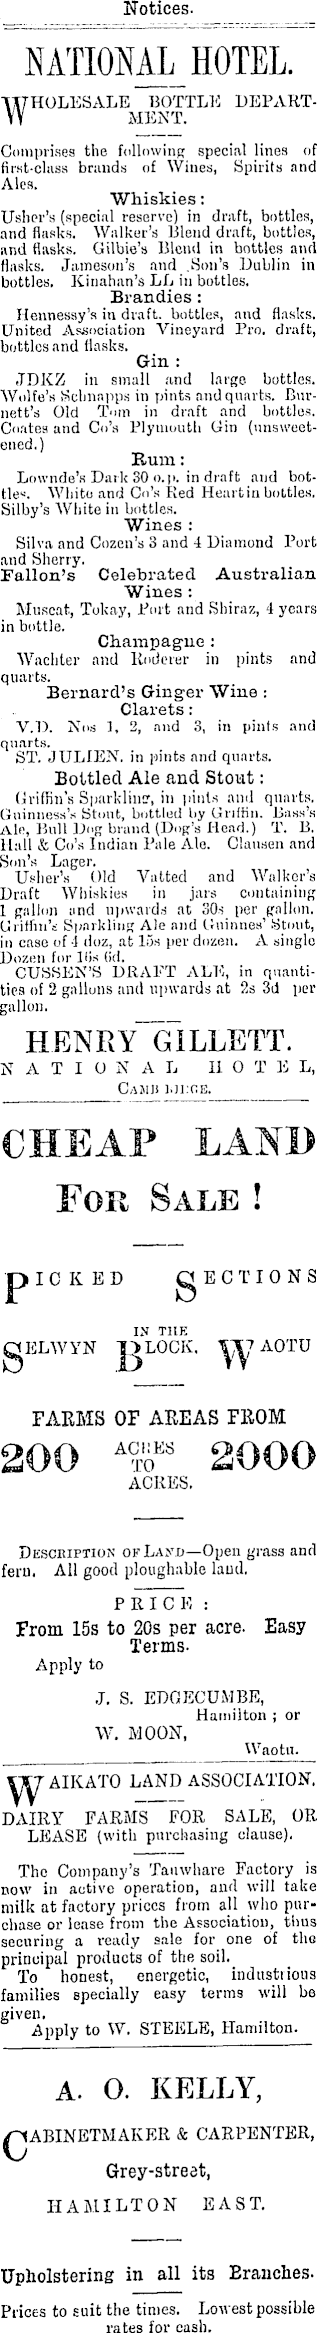 Notices.
NATIONAL HOTEL.
WHOLESALE BOTTLE DEPART-
MENT.
Comprises the following special lines of
first-class brands of Wines, Spirits and
Ales.
Whiskies:
Usher's (special reserve) in draft, bottles,
and flasks. Walker's Blend draft, bottles,
and flasks. Gilbie's Blend in bottles and
flasks. Jameson's and Son's Dublin in
bottles. Kinahan's LL in bottles.
Brandies:
Hennessy's in draft, bottles, and flasks.
United Association Vineyard Pro. draft,
bottles and flasks.
Gin:
JDKZ in small and large bottles.
Wolfe's Schnapps in pints and quarts. Bur-
nett's Old Tom in draft and bottles.
Coates and Co's Plymouth Gin (unsweet-
ened.)
Rum:
Lownde's Dark 30 o.p. in draft and bot-
tles. White and Co's Red Heart in bottles.
Silby's White in bottles.
Wines:
Silva and Cozen's 3 and 4 Diamond Port
and Sherry.
Fallon's Celebrated Australian
Wines:
Muscat, Tokay, Port and Shiraz, 4 years
in bottle.
Champagne:
Wachter and Roderer in pints and
quarts.
Bernard's Ginger Wine:
Clarets:
V.D. Nos 1, 2, and 3, in pints and
quarts.
ST. JULIEN, in pints and quarts.
Bottled Ale and Stout:
Griffin's Sparkling, in pints and quarts.
Guinness's Stout, bottled by Griffin. Bass's
Ale, Bull Dog brand (Dog's Head.) T. B.
Hall & Co's Indian Pale Ale. Clausen and
Son's Lager.
Usher's Old Vatted and Walker's
Draft Whiskies in jars containing
1 gallon and upwards at 30s per gallon.
Griffin's Sparkling Ale and Guinnes' Stout,
in case of 4 doz, at 15s per dozen. A single
Dozen for 16s 6d.
CUSSEN'S DRAFT ALE, in quanti-
ties of 2 gallons and upwards at 2s 3d per
gallon.
HENRY GILLETT.
NATIONAL HOTEL,
CAMBRIDGE.
CHEAP LAND
FOR SALE!
PICKED SECTIONS
IN THE
SELWYN BLOCK, WAOTU
FARMS OF AREAS FROM
200 ACRES TO 2000
ACRES.
DESCRIPTION OF LAND—Open grass and
fern. All good ploughable land.
PRICE:
From 15s to 20s per acre. Easy
Terms.
Apply to
J. S. EDGECUMBE,
Hamilton; or
W. MOON,
Waotu.
WAIKATO LAND ASSOCIATION.
DAIRY FARMS FOR SALE, OR
LEASE (with purchasing clause).
The Company's Tauwhare Factory is
now in active operation, and will take
milk at factory prices from all who pur-
chase or lease from the Association, thus
securing a ready sale for one of the
principal products of the soil.
To honest, energetic, industrious
families specially easy terms will be
given.
Apply to W. STEELE, Hamilton.
A. O. KELLY,
CABINETMAKER & CARPENTER,
Grey-street,
HAMILTON EAST.
Upholstering in all its Branches.
Prices to suit the times. Lowest possible
rates for cash.